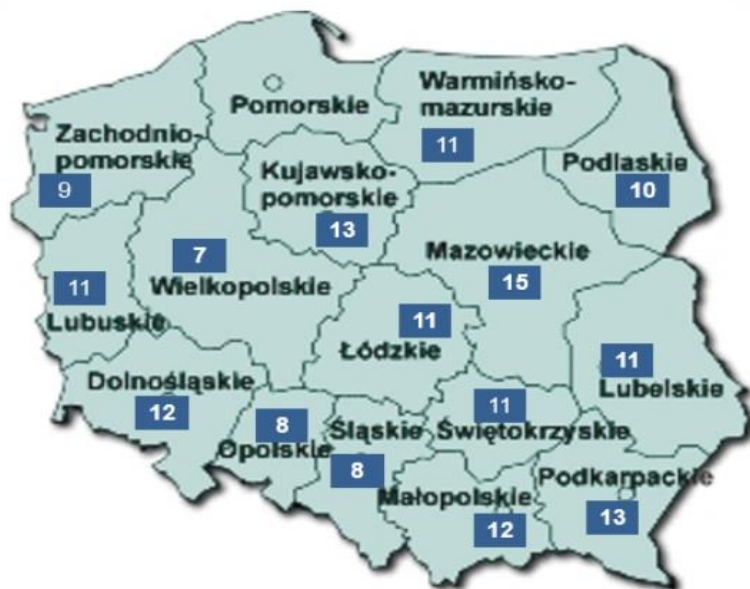 Pomorskie
Warmińsko-
mazurskie
11
Zachodnio-
pomorskie
9
Kujawsko-
pomorskie
13
Podlaskie
10
Mazowieckie
15
7
Wielkopolskie
11
Lubuskie
11
Łódzkie
11
Lubelskie
Dolnośląskie
12
8
Opolskie
Śląskie
8
11
Świętokrzyskie
Małopolskie
12
Podkarpackie
13